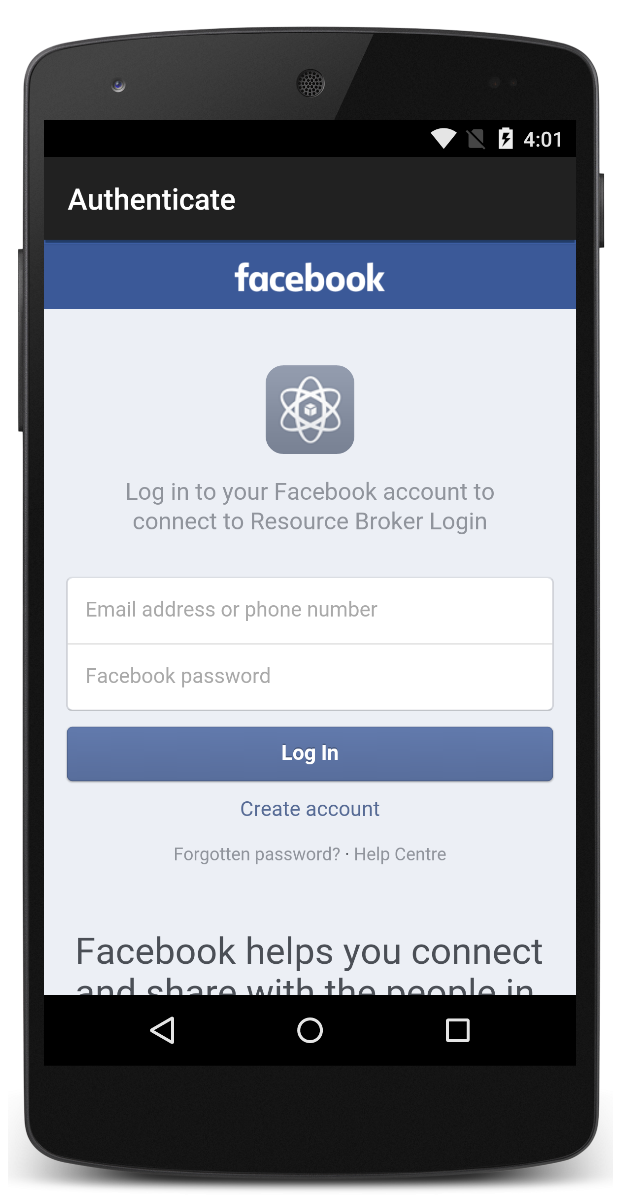 4:01
Authenticate
facebook
Log in to your Facebook account to
connect to Resource Broker Login
Email address or phone number
Facebook password
Log In
Create account
Forgotten password? · Help Centre
Facebook helps you connect
and share with the people in